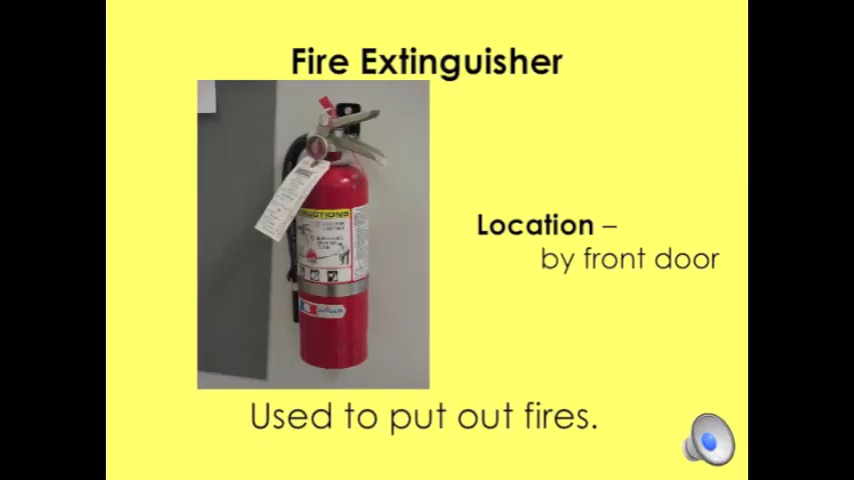 Fire Extinguisher
Location –
by front door
Used to put out fires.